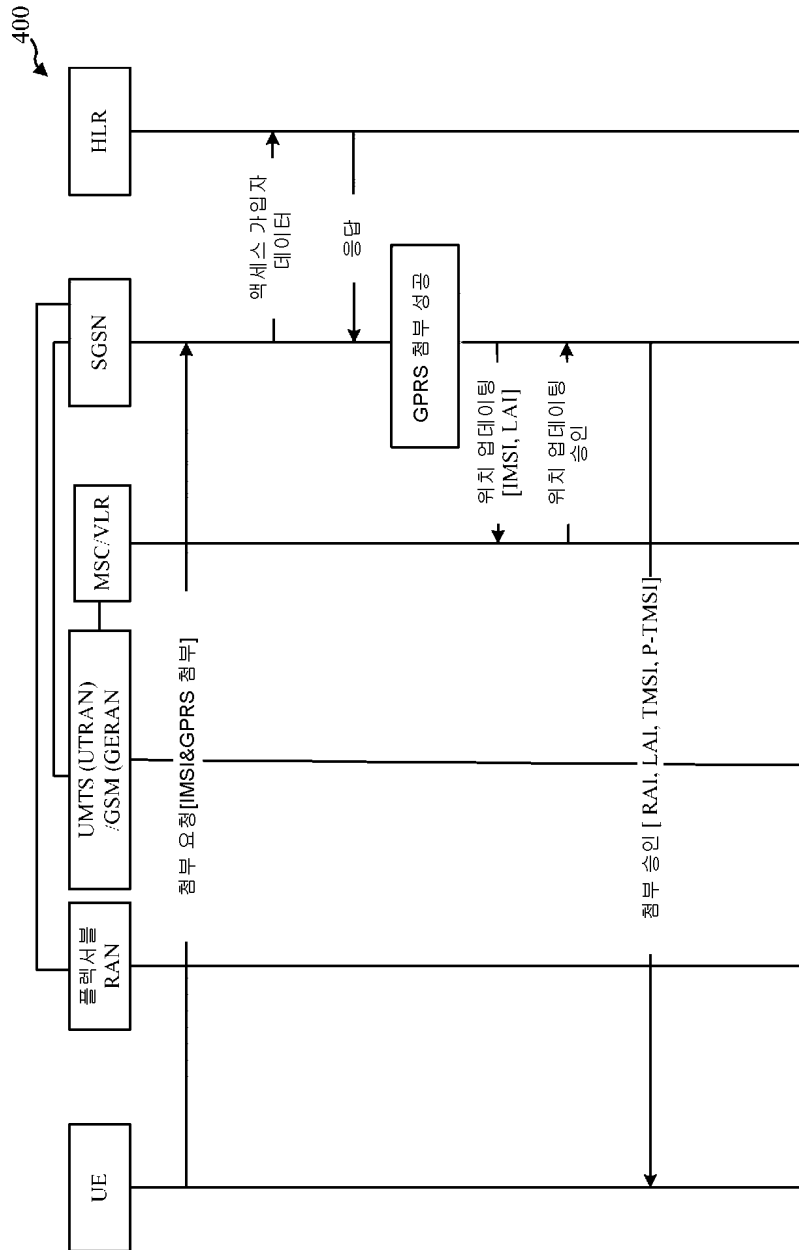 400
UE
플렉서블
RAN
UMTS (UTRAN)
/GSM (GERAN
MSC/VLR
SGSN
HLR
첨부 요청[IMSI&GPRS 첨부]
액세스 가입자
데이터
응답
GPRS 첨부 성공
위치 업데이팅
[IMSI, LAI]
위치 업데이팅
승인
첨부 승인 [ RAI, LAI, TMSI, P-TMSI]